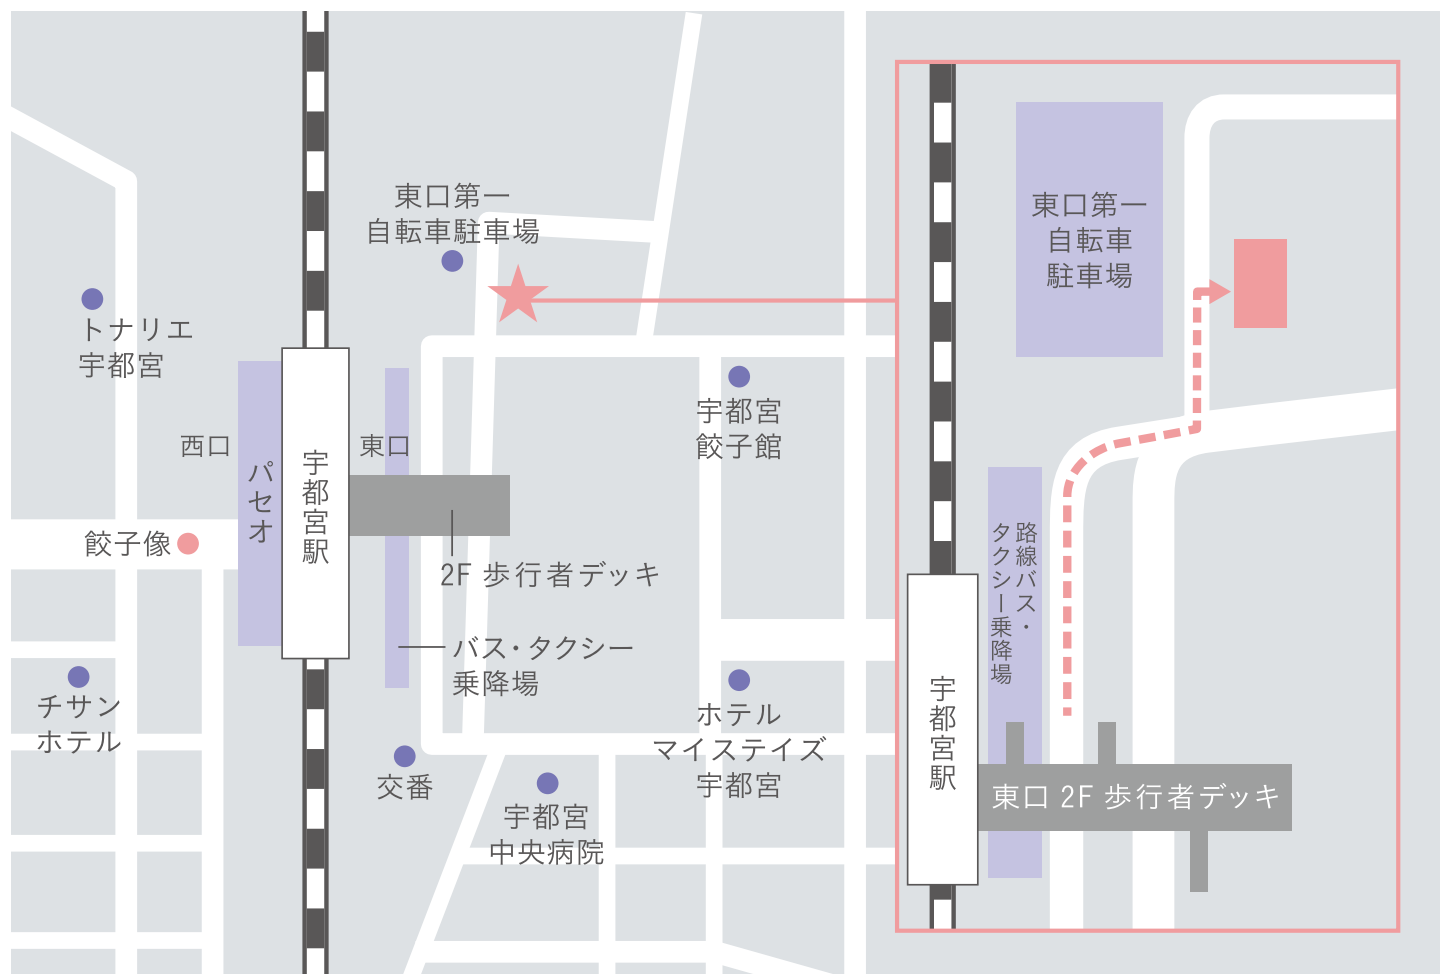 東口第一
自転車駐車場
トナリエ
宇都宮
西口
パセオ
宇都宮駅
東口
餃子像
2F 歩行者デッキ
バス・タクシー
乗降場
チサン
ホテル
交番
宇都宮
中央病院
宇都宮
餃子館
ホテル
マイステイズ
宇都宮
東口第一
自転車
駐車場
路線バス・
タクシー乗降場
宇都宮駅
東口 2F 歩行者デッキ